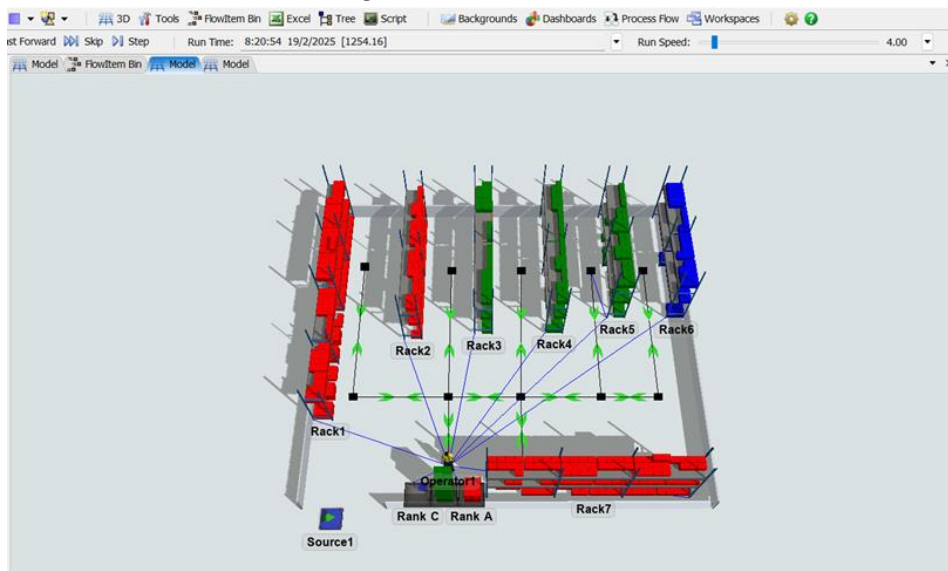 3D Tools FlowItem Bin Excel Tree Script Backgrounds Dashboards Process Flow Workspaces
st Forward Skip Step Run Time: 8:20:54 19/2/2025 [1254.16] Run Speed: 4.00
Model FlowItem Bin Model Model
Rack5 Rack6
Rack2 Rack3 Rack4
Rack1
Operator1
Rack7
Rank C Rank A
Source1